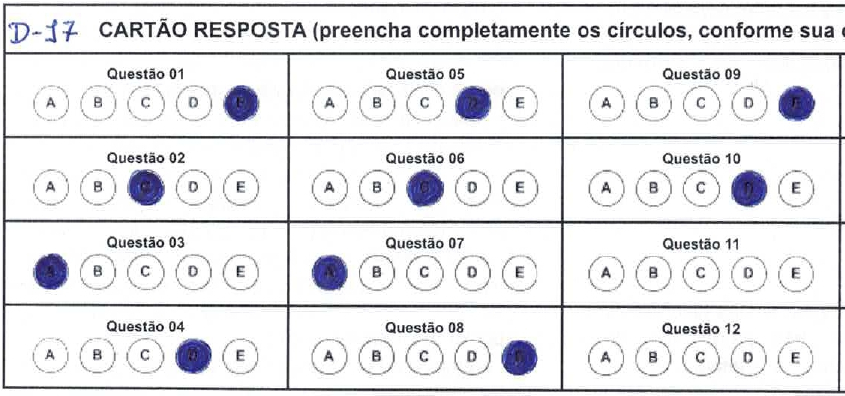 D-17 CARTÃO RESPOSTA (preencha completamente os círculos, conforme sua
Questão 01 Questão 05 Questão 09
A B C D E A B C D E A B C D E
Questão 02 Questão 06 Questão 10
A B C D E A B C D E A B C D E
Questão 03 Questão 07 Questão 11
A B C D E A B C D E A B C D E
Questão 04 Questão 08 Questão 12
A B C D E A B C D E A B C D E